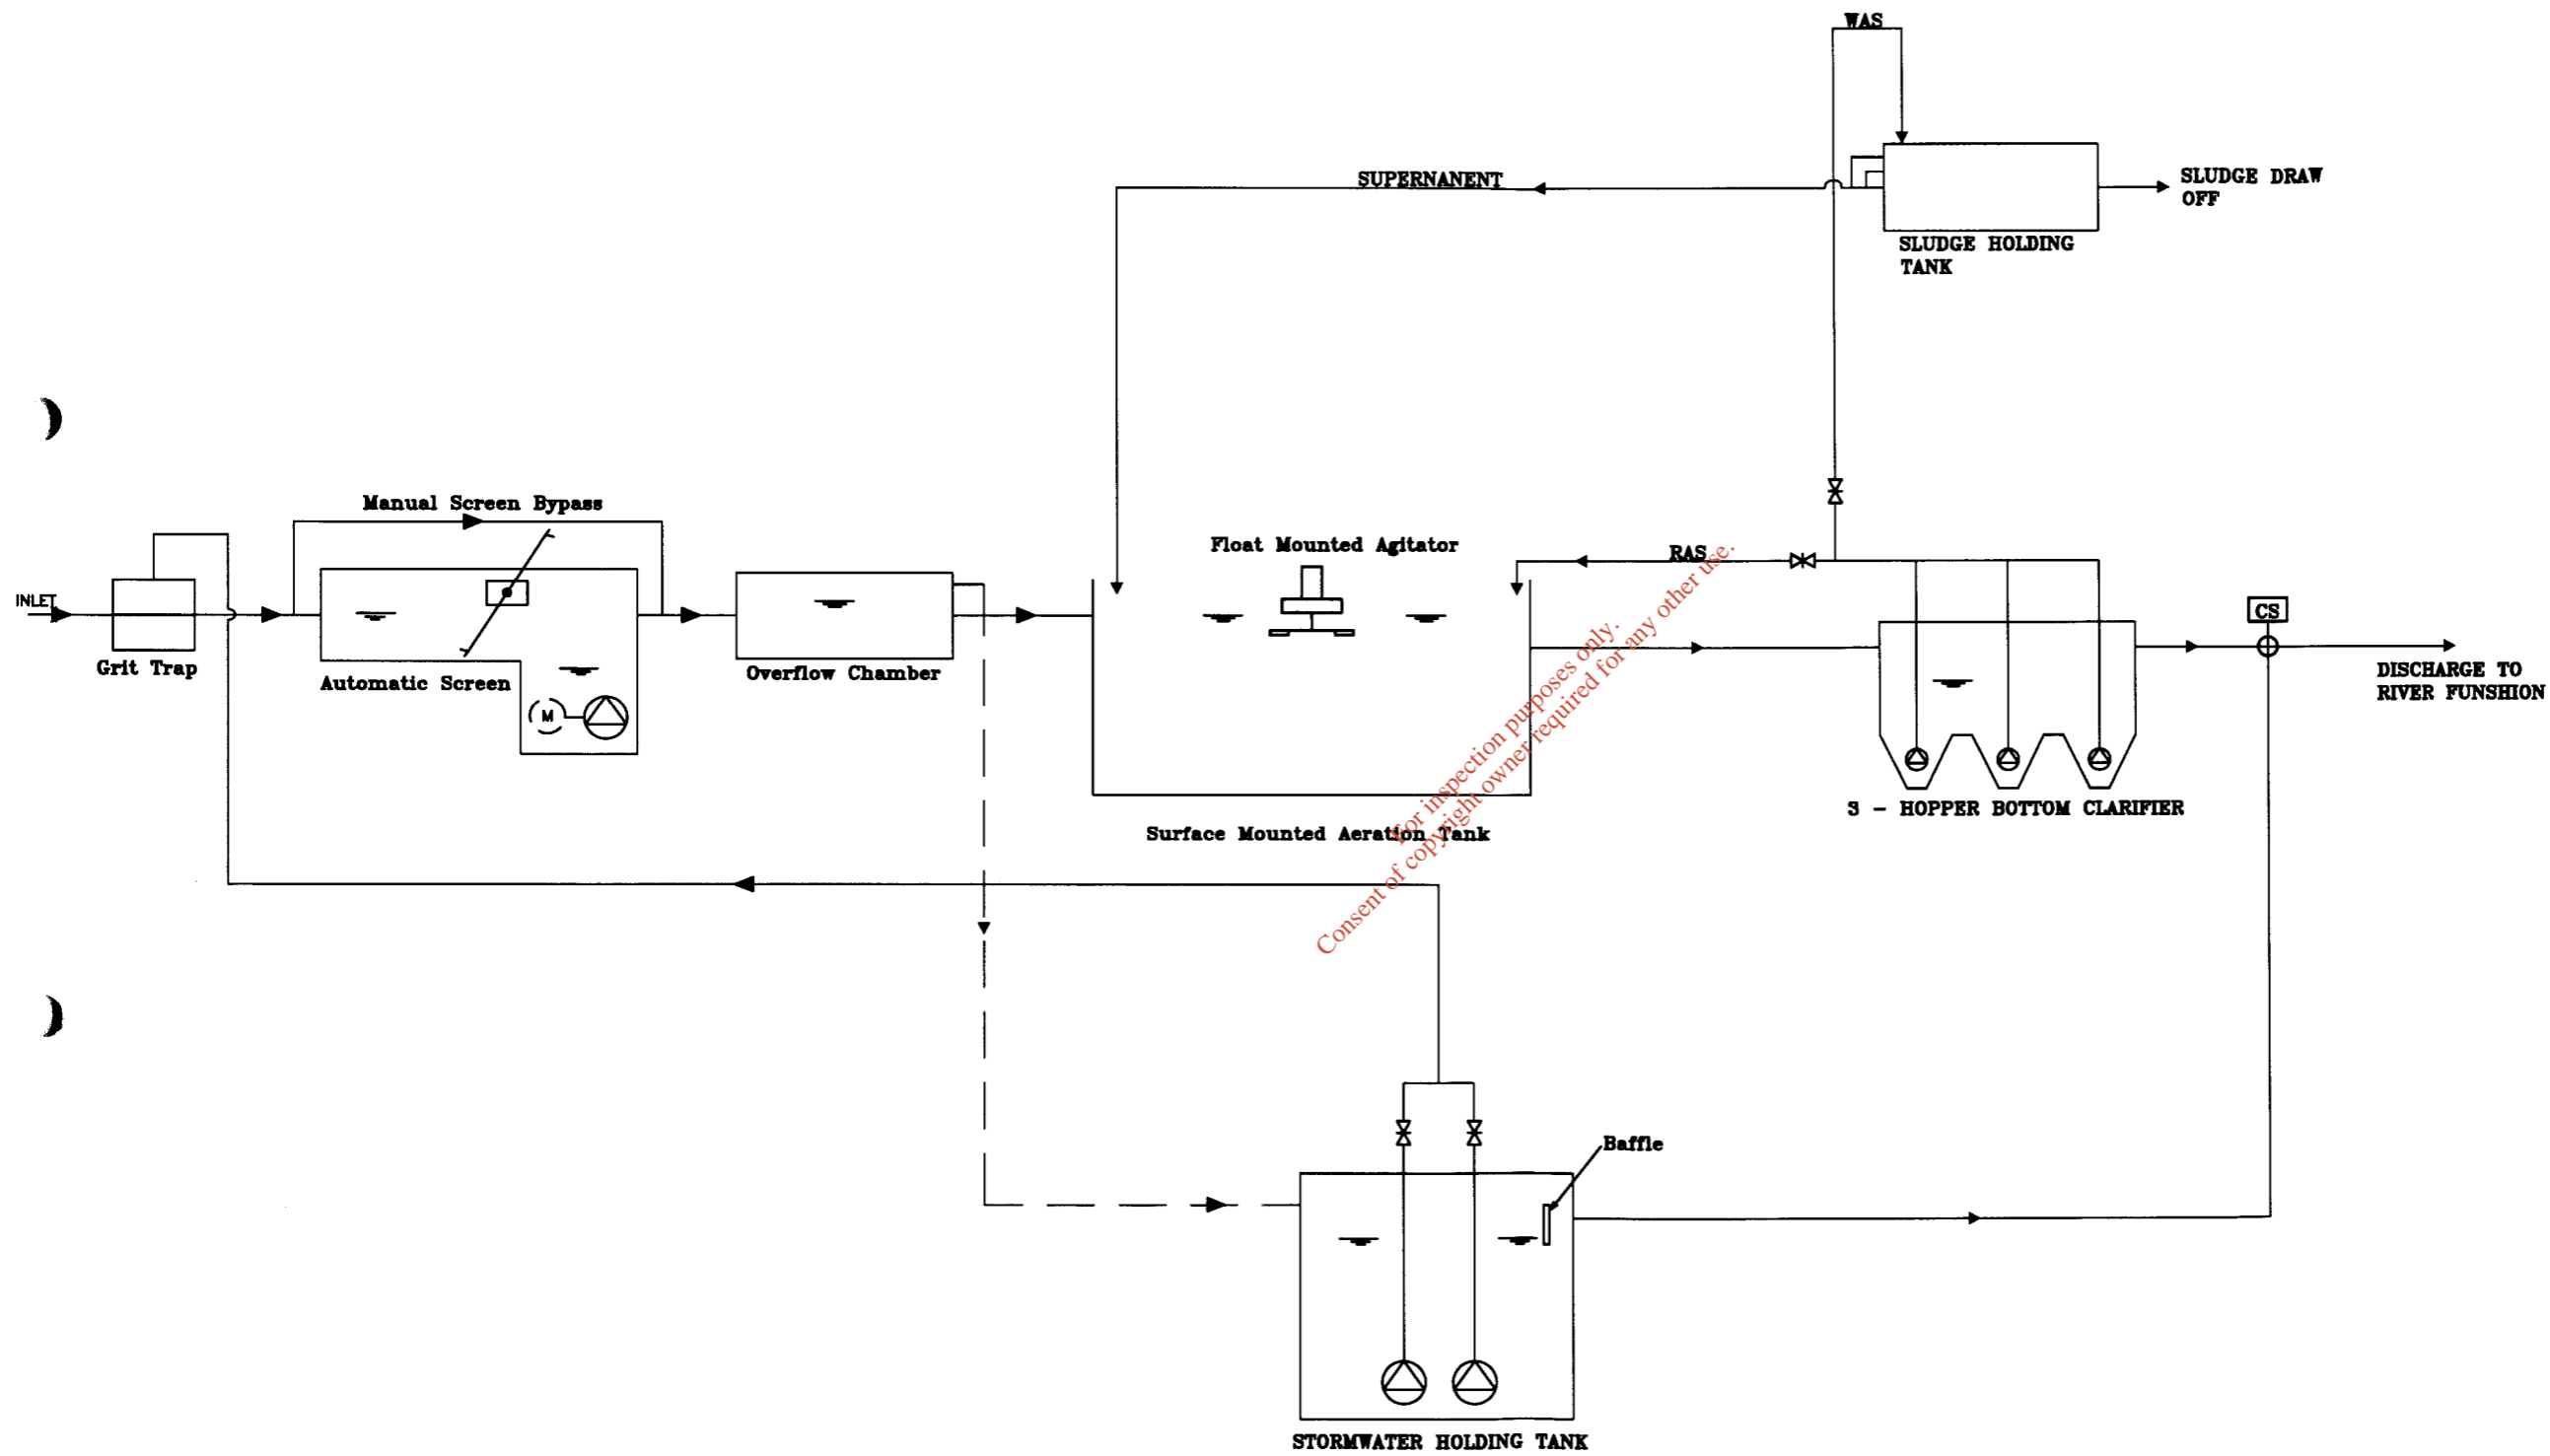 WAS
SUPERNANENT
SLUDGE DRAW
OFF
SLUDGE HOLDING
TANK
Manual Screen Bypass
Float Mounted Agitator
RAS
INLET
CS
Grit Trap
Automatic Screen
M
Overflow Chamber
DISCHARGE TO
RIVER FUNSHION
3 - HOPPER BOTTOM CLARIFIER
Surface Mounted Aeration Tank
For inspection purposes only.
Consent of copyright owner required for any other use.
Baffle
STORMWATER HOLDING TANK